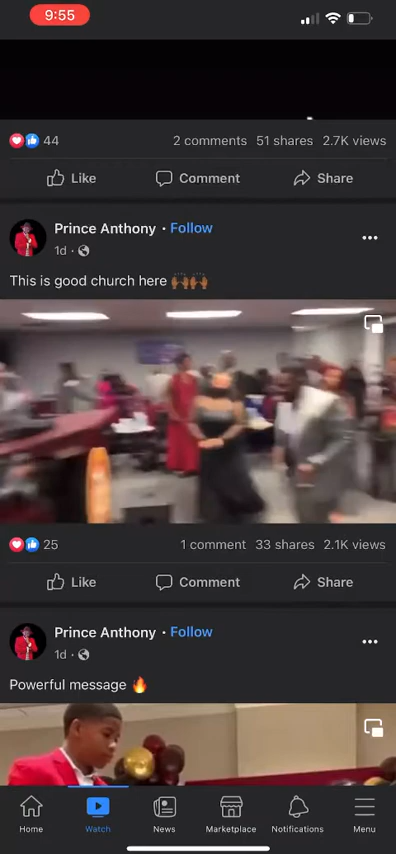 9:55
44 2 comments 51 shares 2.7K views
Like Comment Share
Prince Anthony · Follow
1d ·
This is good church here 🙌🏾🙌🏾
25 1 comment 33 shares 2.1K views
Like Comment Share
Prince Anthony · Follow
1d ·
Powerful message 🔥
Home Watch News Marketplace Notifications Menu